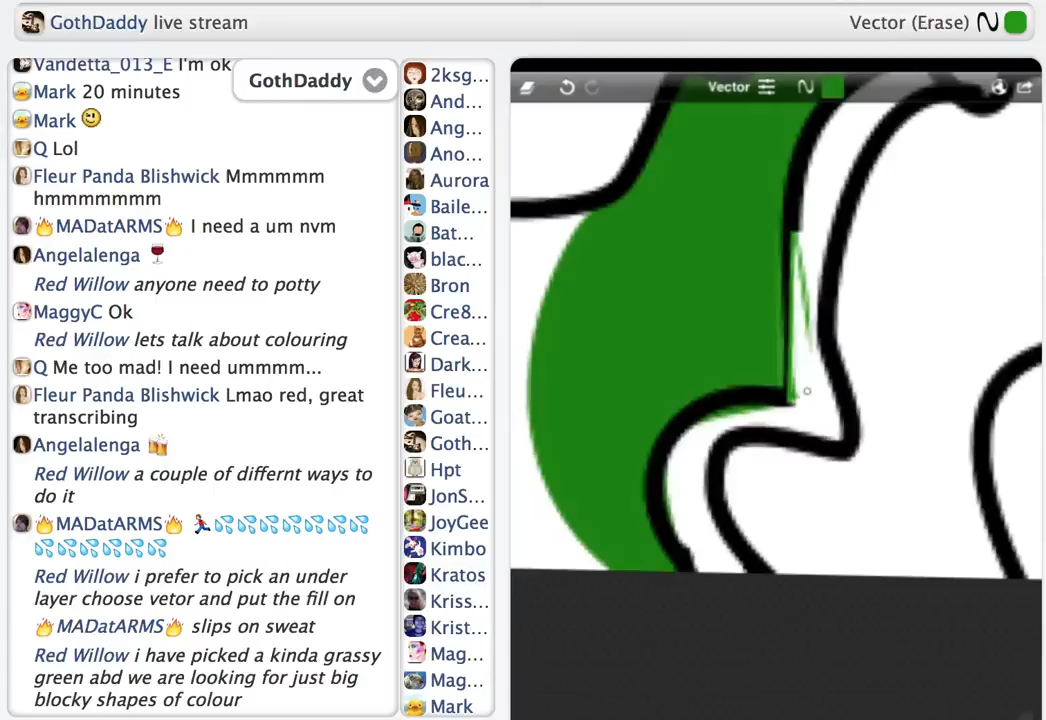 GothDaddy live stream
Vector (Erase)
Vandetta_013_E I'm ok
GothDaddy
Mark 20 minutes
Mark
Q Lol
Fleur Panda Blishwick Mmmmmm
hmmmmmmm
MADatARMS I need a um nvm
Angelalenga
Red Willow anyone need to potty
MaggyC Ok
Red Willow lets talk about colouring
Q Me too mad! I need ummmm...
Fleur Panda Blishwick Lmao red, great
transcribing
Angelalenga
Red Willow a couple of differnt ways to
do it
MADatARMS
Red Willow i prefer to pick an under
layer choose vetor and put the fill on
MADatARMS slips on sweat
Red Willow i have picked a kinda grassy
green abd we are looking for just big
blocky shapes of colour
2ksg...
And...
Ang...
Ano...
Aurora
Baile...
Bat...
blac...
Bron
Cre8...
Crea...
Dark...
Fleu...
Goat...
Goth...
Hpt
JonS...
JoyGee
Kimbo
Kratos
Kriss...
Krist...
Mag...
Mag...
Mark
Vector